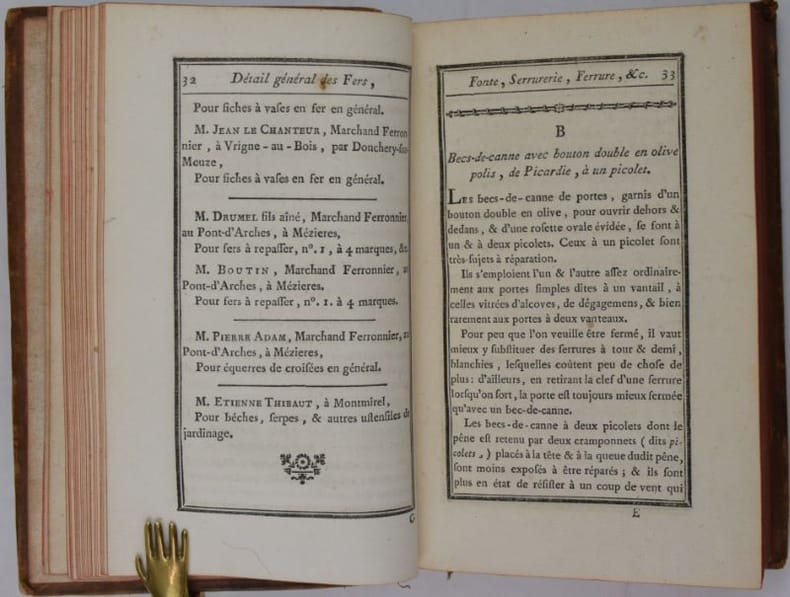 32 Détail général des Fers,
Pour fiches à vaſes en fer en général.
M. JEAN LE CHANTEUR, Marchand Ferron
nier, à Vrigne-au-Bois, par Donchery-ſur-
Meuze,
Pour fiches à vaſes en fer en général.
M. DRUMEL fils aîné, Marchand Ferronnier,
au Pont-d'Arches, à Mézieres,
Pour fers à repaſſer, n°. 1, à 4 marques, &c.
M. BOUTIN, Marchand Ferronnier, au
Pont-d'Arches, à Mézieres.
Pour fers à repaſſer, n°. 1. à 4 marques.
M. PIERRE ADAM, Marchand Ferronnier, au
Pont-d'Arches, à Mézieres,
Pour équerres de croiſées en général.
M. ETIENNE THIBAUT, à Montmirel,
Pour bêches, ſerpes, & autres uſtenſiles de
jardinage.
Fonte, Serrurerie, Ferrure, &c. 33
B
Becs-de-canne avec bouton double en olive
polis, de Picardie, à un picolet.
LES becs-de-canne de portes, garnis d'un
bouton double en olive, pour ouvrir dehors &
dedans, & d'une roſette ovale évidée, ſe font à
un & à deux picolets. Ceux à un picolet ſont
très-ſujets à réparation.
Ils s'emploient l'un & l'autre aſſez ordinaire-
ment aux portes ſimples dites à un vantail, à
celles vitrées d'alcoves, de dégagemens, & bien
rarement aux portes à deux vanteaux.
Pour peu que l'on veuille être fermé, il vaut
mieux y ſubſtituer des ſerrures à tour & demi,
blanchies, leſquelles coûtent peu de choſe de
plus: d'ailleurs, en retirant la clef d'une ſerrure
lorſqu'on ſort, la porte eſt toujours mieux fermée
qu'avec un bec-de-canne.
Les becs-de-canne à deux picolets dont le
pêne eſt retenu par deux cramponnets (dits pi-
colets,) placés à la tête & à la queue dudit pêne,
ſont moins expoſés à être réparés; & ils ſont
plus en état de réſiſter à un coup de vent qui
E